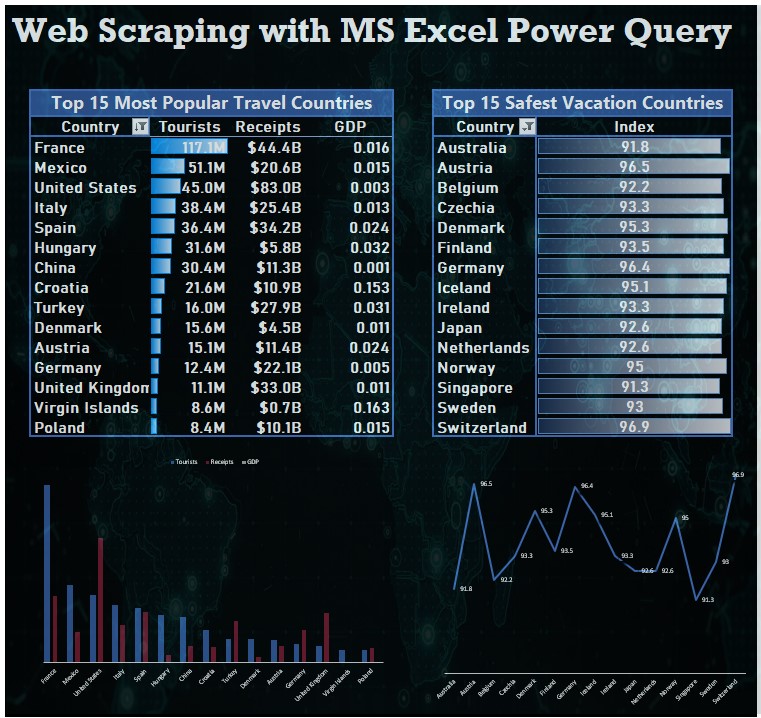 Web Scraping with MS Excel Power Query
Top 15 Most Popular Travel Countries
Country Tourists Receipts GDP
France 117.1M $44.4B 0.016
Mexico 51.1M $20.6B 0.015
United States 45.0M $83.0B 0.003
Italy 38.4M $25.4B 0.013
Spain 36.4M $34.2B 0.024
Hungary 31.6M $5.8B 0.032
China 30.4M $11.3B 0.001
Croatia 21.6M $10.9B 0.153
Turkey 16.0M $27.9B 0.031
Denmark 15.6M $4.5B 0.011
Austria 15.1M $11.4B 0.024
Germany 12.4M $22.1B 0.005
United Kingdom 11.1M $33.0B 0.011
Virgin Islands 8.6M $0.7B 0.163
Poland 8.4M $10.1B 0.015
Top 15 Safest Vacation Countries
Country Index
Australia 91.8
Austria 96.5
Belgium 92.2
Czechia 93.3
Denmark 95.3
Finland 93.5
Germany 96.4
Iceland 95.1
Ireland 93.3
Japan 92.6
Netherlands 92.6
Norway 95
Singapore 91.3
Sweden 93
Switzerland 96.9
Tourists Receipts GDP
France Mexico United States Italy Spain Hungary China Croatia Turkey Denmark Austria Germany United Kingdom Virgin Islands Poland
91.8 96.5 92.2 93.3 95.3 93.5 96.4 95.1 93.3 92.6 92.6 95 91.3 93 96.9
Australia Austria Belgium Czechia Denmark Finland Germany Iceland Ireland Japan Netherlands Norway Singapore Sweden Switzerland